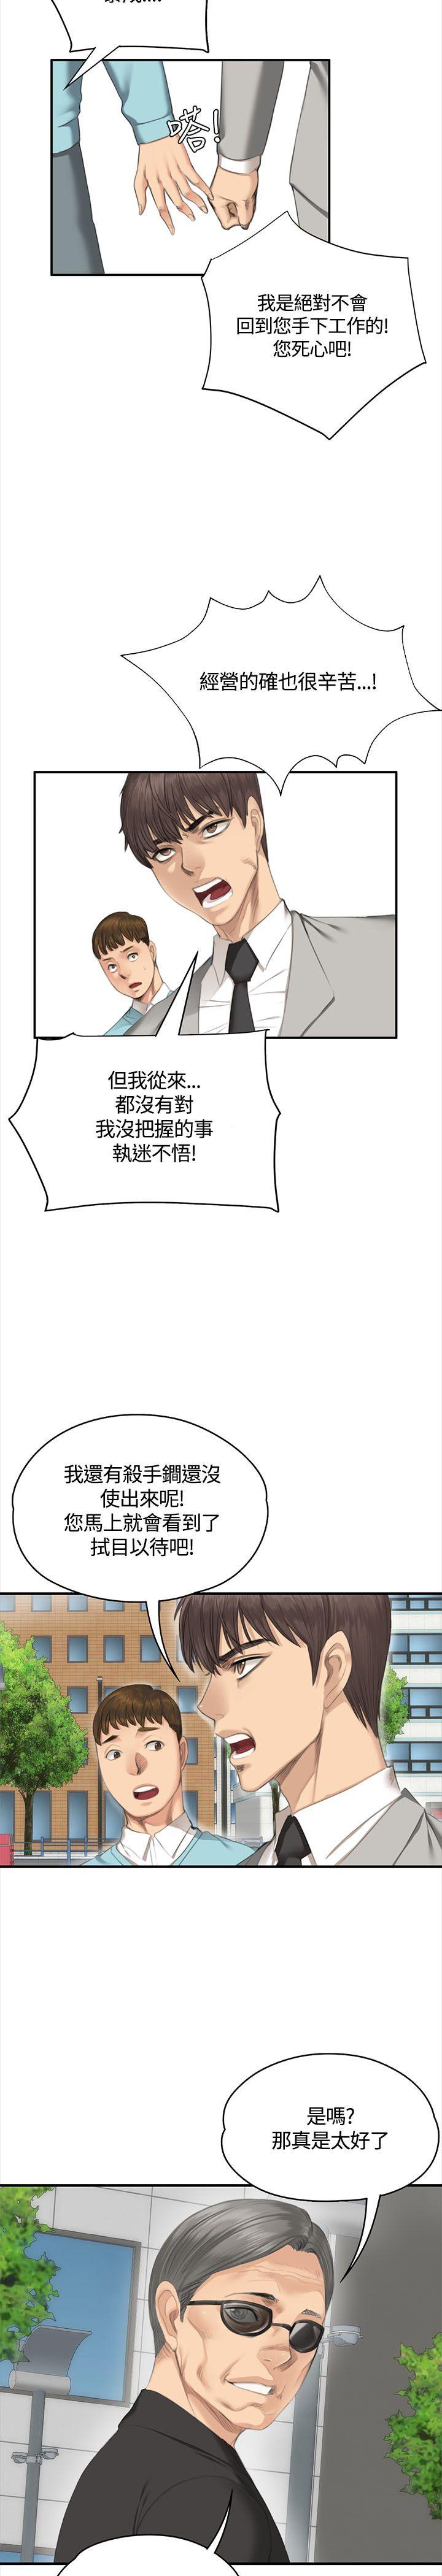 嗒!
我是絕對不會
回到您手下工作的!
您死心吧!
經營的確也很辛苦...!
但我從來...
都沒有對
我沒把握的事
執迷不悟!
我還有殺手鐧還沒
使出來呢!
您馬上就會看到了
拭目以待吧!
是嗎?
那真是太好了